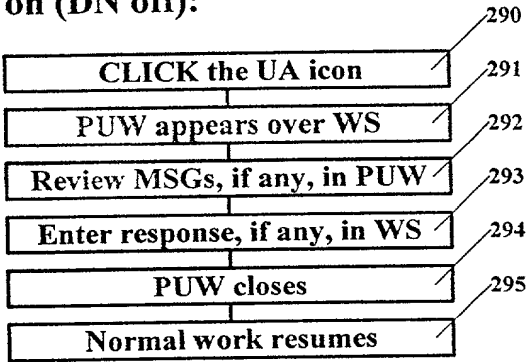 on (DN off):
290
CLICK the UA icon
291
PUW appears over WS
292
Review MSGs, if any, in PUW
293
Enter response, if any, in WS
294
PUW closes
295
Normal work resumes